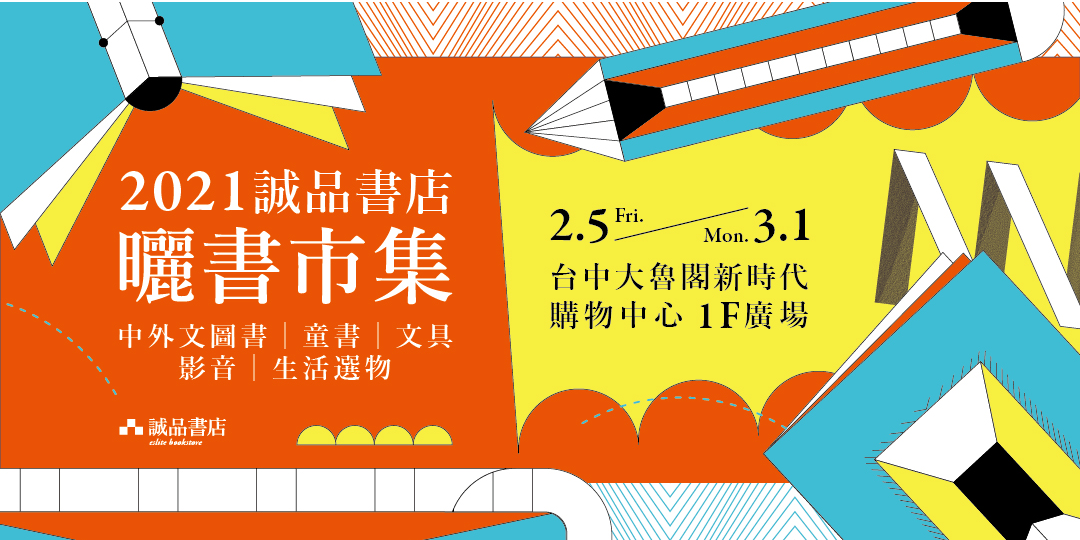 2021誠品書店
曬書市集
中外文圖書｜童書｜文具
影音｜生活選物
誠品書店
eslite bookstore
2.5 Fri.
Mon. 3.1
台中大魯閣新時代
購物中心 1F廣場